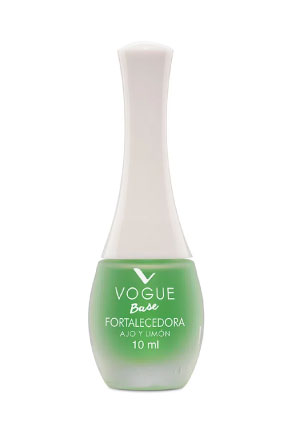 VOGUE
Base
FORTALECEDORA
AJO Y LIMÓN
10 ml